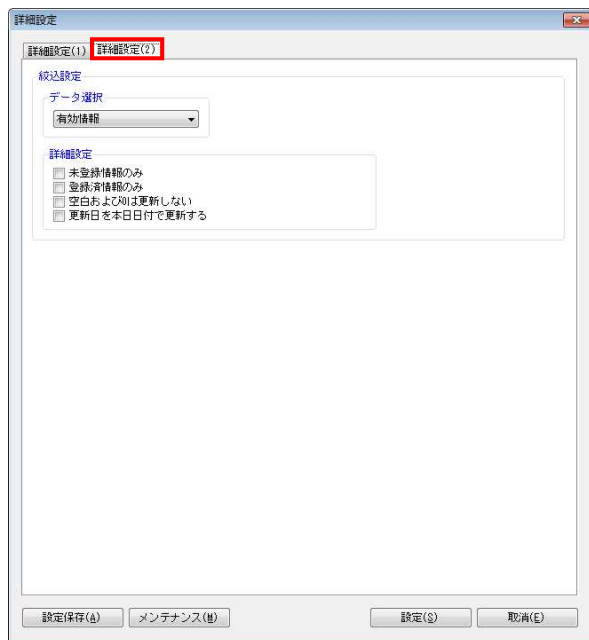 詳細設定
詳細設定(1) 詳細設定(2)
絞込設定
データ選択
有効情報
詳細設定
未登録情報のみ
登録済情報のみ
空白および0は更新しない
更新日を本日日付で更新する
設定保存(A) メンテナンス(M) 設定(S) 取消(E)